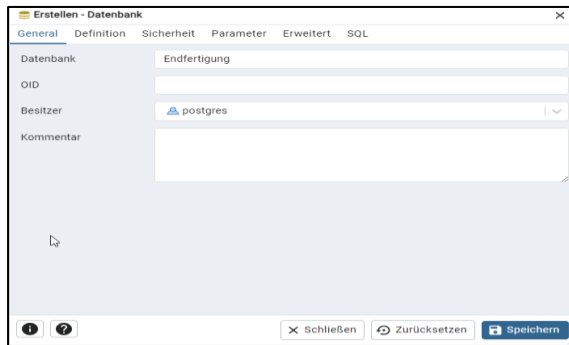 Erstellen - Datenbank
General Definition Sicherheit Parameter Erweitert SQL
Datenbank Endfertigung
OID
Besitzer postgres
Kommentar
Schließen Zurücksetzen Speichern